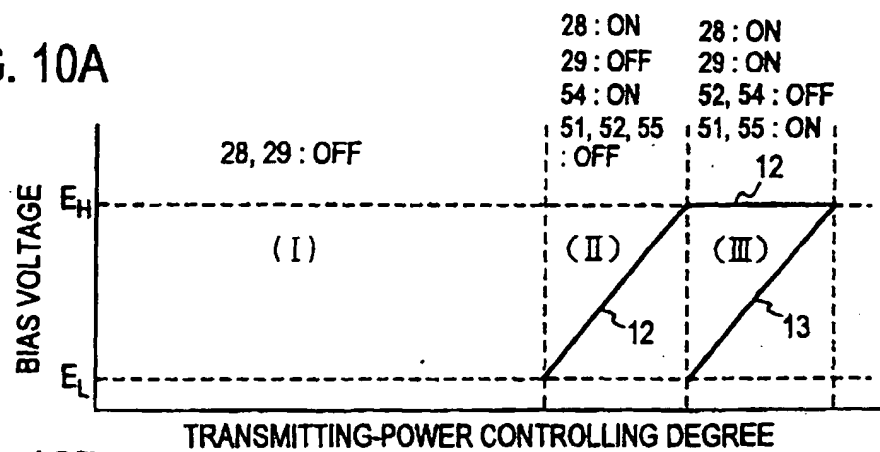 G. 10A
28 : ON
29 : OFF
54 : ON
51, 52, 55
: OFF
28 : ON
29 : ON
52, 54 : OFF
51, 55 : ON
28, 29 : OFF
12
BIAS VOLTAGE
EH
(I)
(II)
(III)
12
13
EL
TRANSMITTING-POWER CONTROLLING DEGREE